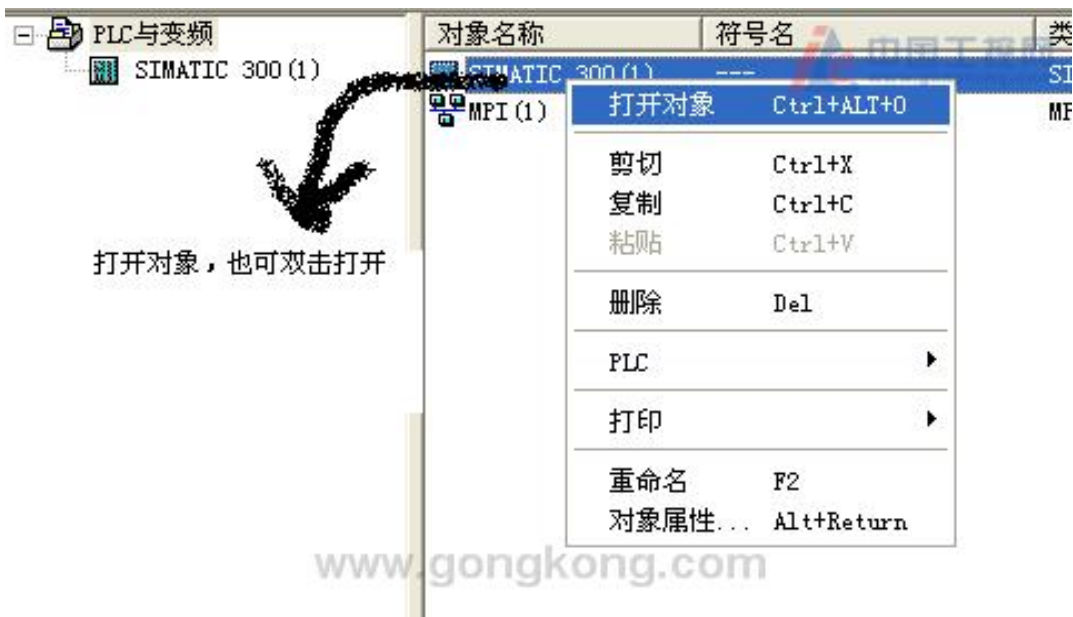 PLC与变频
对象名称 符号名 类
SIMATIC 300(1)
SIMATIC 300(1) --- SI
MPI(1) MP
打开对象 Ctrl+ALT+O
剪切 Ctrl+X
复制 Ctrl+C
粘贴 Ctrl+V
打开对象，也可双击打开
删除 Del
PLC
打印
重命名 F2
对象属性... Alt+Return
www.gongkong.com